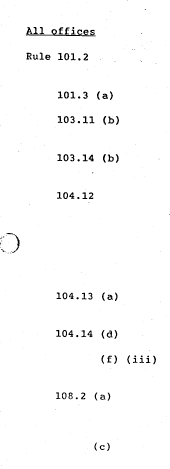 All offices
Rule 101.2
101.3 (a)
103.11 (b)
103.14 (b)
104.12
104.13 (a)
104.14 (d)
(f) (iii)
108.2 (a)
(c)